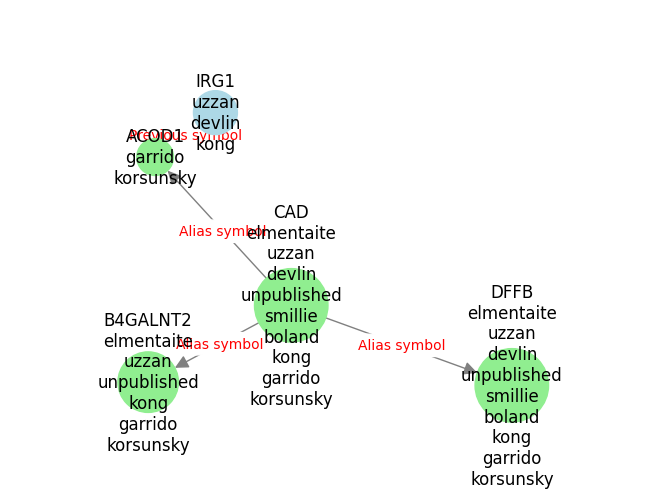 IRG1
uzzan
devlin
kong
Previous symbol
ACOD1
garrido
korsunsky
Alias symbol
CAD
elmentaite
uzzan
devlin
unpublished
smillie
boland
kong
garrido
korsunsky
Alias symbol
Alias symbol
B4GALNT2
elmentaite
uzzan
unpublished
kong
garrido
korsunsky
DFFB
elmentaite
uzzan
devlin
unpublished
smillie
boland
kong
garrido
korsunsky